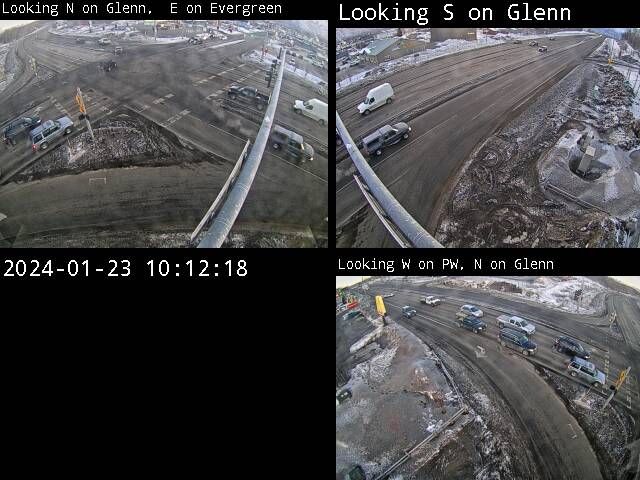 Looking N on Glenn,  E on Evergreen
Looking S on Glenn
2024-01-23 10:12:18
Looking W on PW, N on Glenn